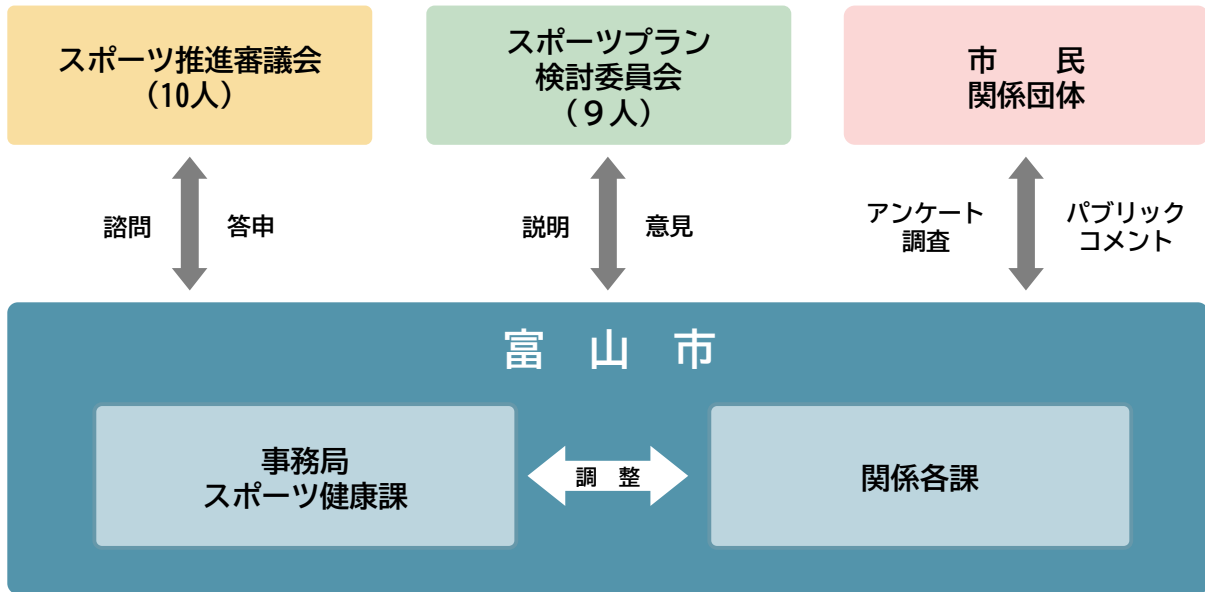 スポーツ推進審議会
（10人）
スポーツプラン
検討委員会
（９人）
市　　民
関係団体
諮問
答申
説明
意見
アンケート
調査
パブリック
コメント
富　山　市
事務局
スポーツ健康課
調　整
関係各課